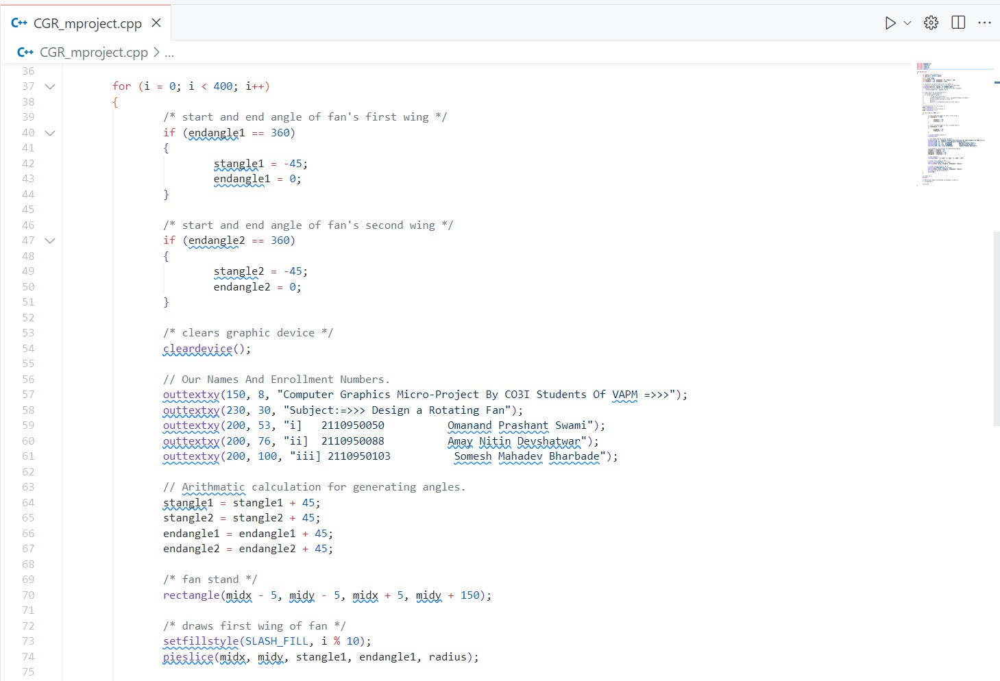 C++ CGR_mproject.cpp ×
C++ CGR_mproject.cpp > ...
36
37 for (i = 0; i < 400; i++)
38 {
39 /* start and end angle of fan's first wing */
40 if (endangle1 == 360)
41 {
42 stangle1 = -45;
43 endangle1 = 0;
44 }
45
46 /* start and end angle of fan's second wing */
47 if (endangle2 == 360)
48 {
49 stangle2 = -45;
50 endangle2 = 0;
51 }
52
53 /* clears graphic device */
54 cleardevice();
55
56 // Our Names And Enrollment Numbers.
57 outtextxy(150, 8, "Computer Graphics Micro-Project By CO3I Students Of VAPM =>>>");
58 outtextxy(230, 30, "Subject:=>>> Design a Rotating Fan");
59 outtextxy(200, 53, "i]   2110950050          Omanand Prashant Swami");
60 outtextxy(200, 76, "ii]  2110950088          Amay Nitin Devshatwar");
61 outtextxy(200, 100, "iii] 2110950103          Somesh Mahadev Bharbade");
62
63 // Arithmatic calculation for generating angles.
64 stangle1 = stangle1 + 45;
65 stangle2 = stangle2 + 45;
66 endangle1 = endangle1 + 45;
67 endangle2 = endangle2 + 45;
68
69 /* fan stand */
70 rectangle(midx - 5, midy - 5, midx + 5, midy + 150);
71
72 /* draws first wing of fan */
73 setfillstyle(SLASH_FILL, i % 10);
74 pieslice(midx, midy, stangle1, endangle1, radius);
75